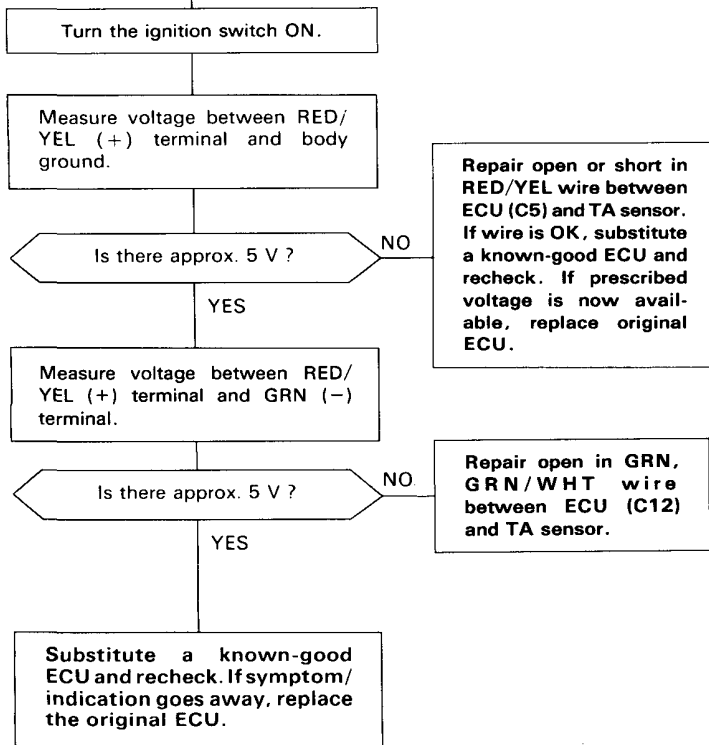 Turn the ignition switch ON.
Measure voltage between RED/
YEL (+) terminal and body
ground.
Is there approx. 5 V ?
NO
Repair open or short in
RED/YEL wire between
ECU (C5) and TA sensor.
If wire is OK, substitute
a known-good ECU and
recheck. If prescribed
voltage is now avail-
able, replace original
ECU.
YES
Measure voltage between RED/
YEL (+) terminal and GRN (−)
terminal.
Is there approx. 5 V ?
NO.
Repair open in GRN,
GRN/WHT wire
between ECU (C12)
and TA sensor.
YES
Substitute a known-good
ECU and recheck. If symptom/
indication goes away, replace
the original ECU.